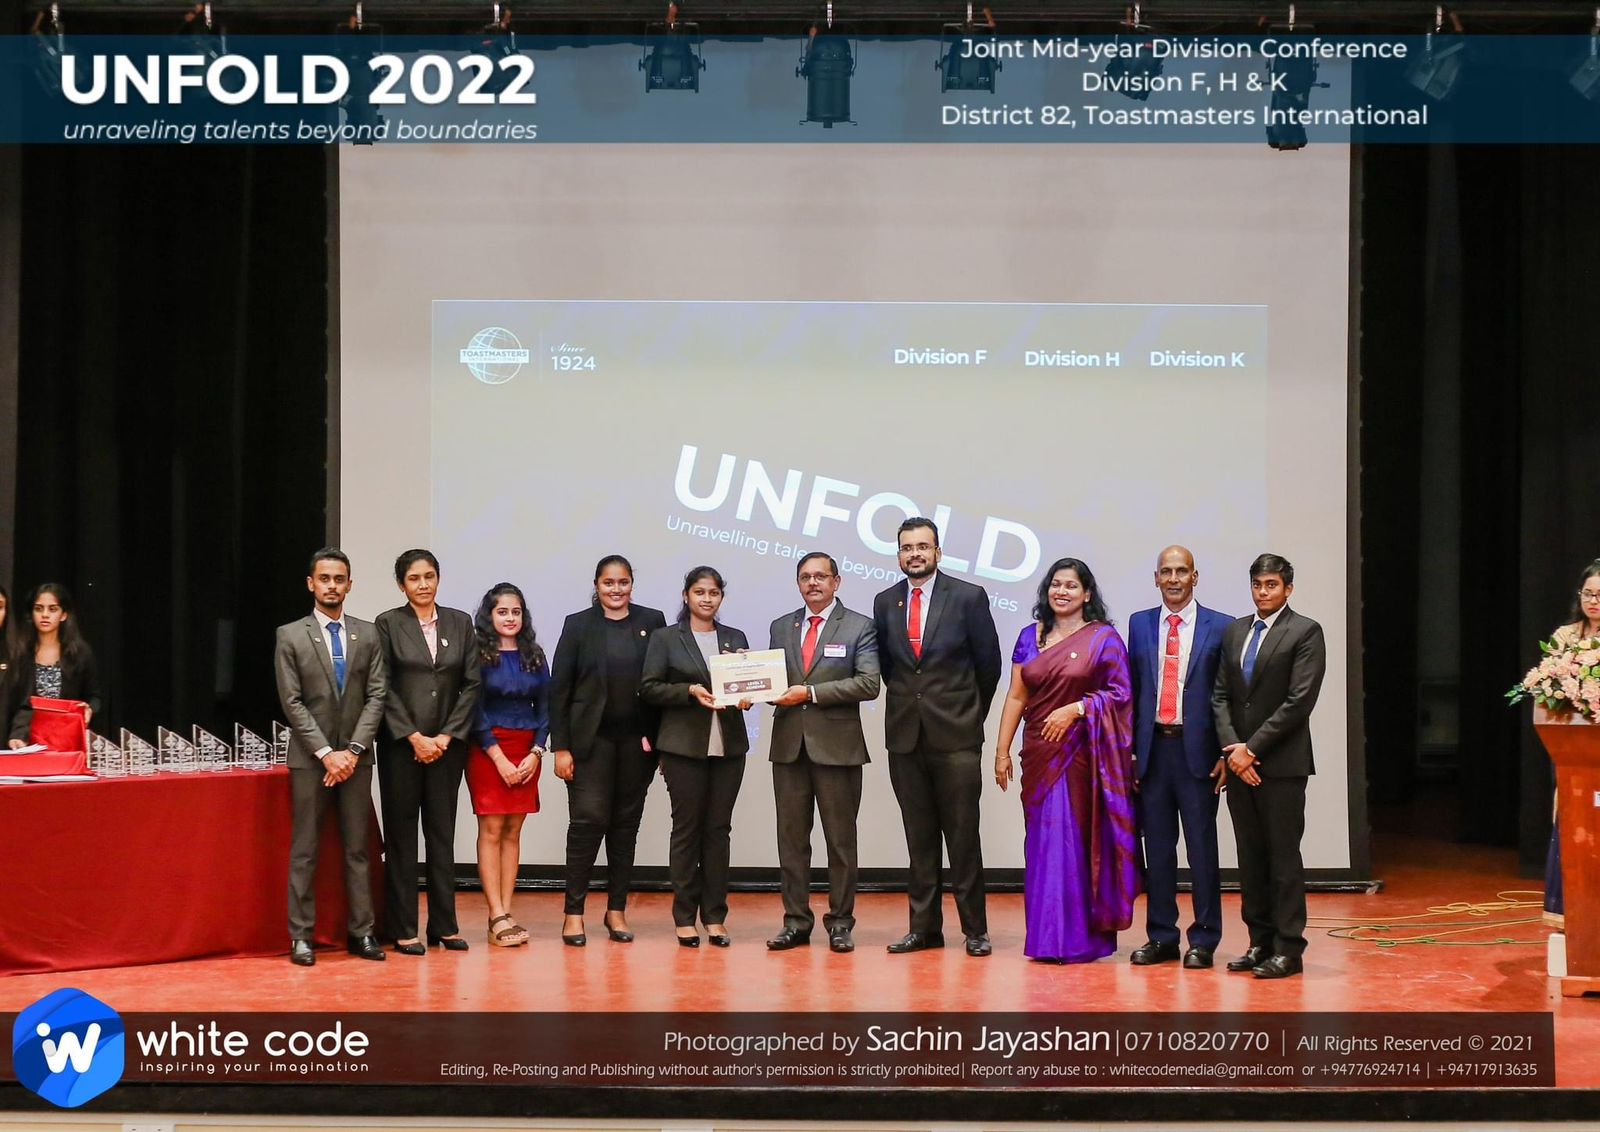 UNFOLD 2022
unraveling talents beyond boundaries
Joint Mid-year Division Conference
Division F, H & K
District 82, Toastmasters International
TOASTMASTERS
INTERNATIONAL
Since
1924
Division F
Division H
Division K
UNFOLD
Unravelling
beyon
ries
white code
inspiring your imagination
Photographed by Sachin Jayashan|0710820770 | All Rights Reserved © 2021
Editing, Re-Posting and Publishing without author's permission is strictly prohibited| Report any abuse to : whitecodemedia@gmail.com or +94776924714 | +94717913635